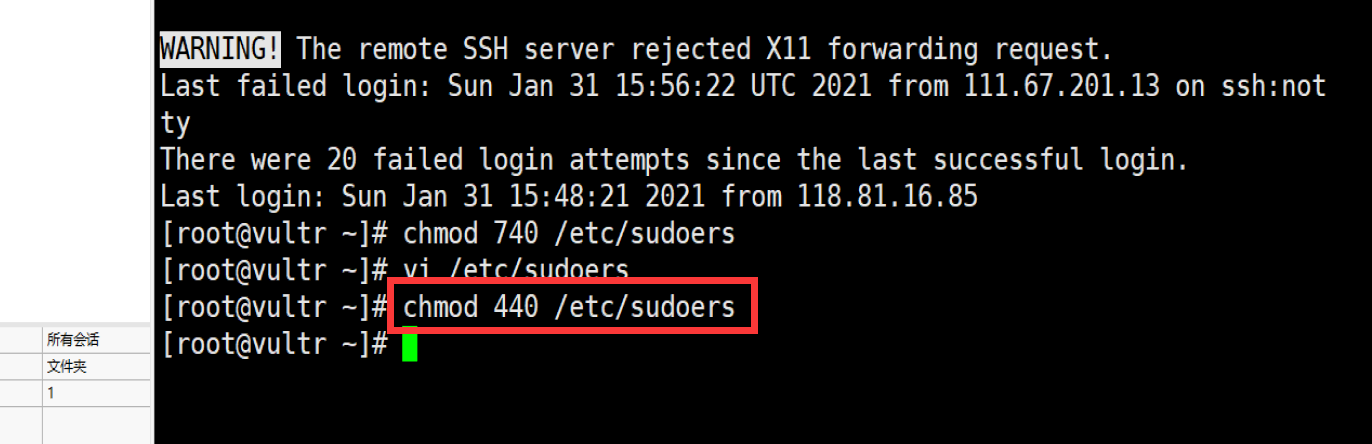 WARNING! The remote SSH server rejected X11 forwarding request.
Last failed login: Sun Jan 31 15:56:22 UTC 2021 from 111.67.201.13 on ssh:not
ty
There were 20 failed login attempts since the last successful login.
Last login: Sun Jan 31 15:48:21 2021 from 118.81.16.85
[root@vultr ~]# chmod 740 /etc/sudoers
[root@vultr ~]# vi /etc/sudoers
[root@vultr ~]# chmod 440 /etc/sudoers
[root@vultr ~]#
所有会话
文件夹
1